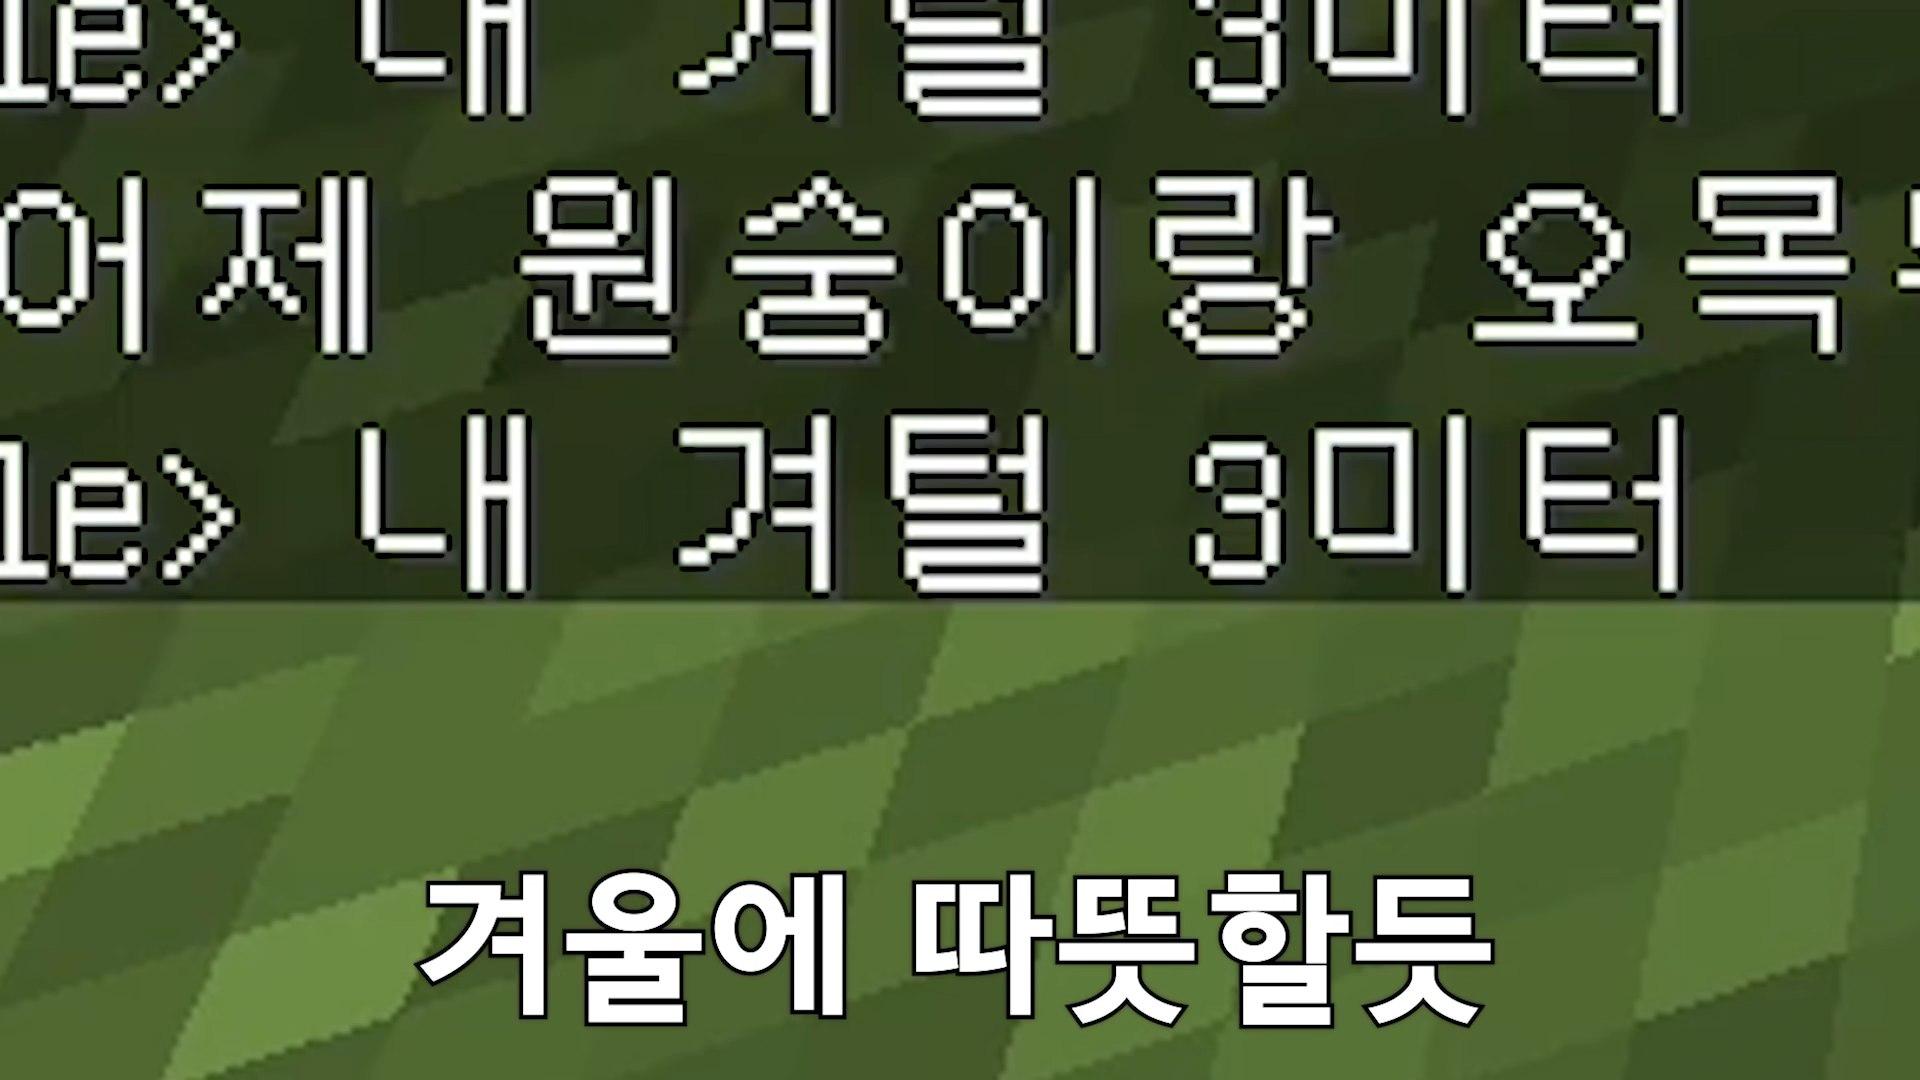 le> 내 겨털 3미터
어제 원숭이랑 오목
le> 내 겨털 3미터
겨울에 따뜻할듯